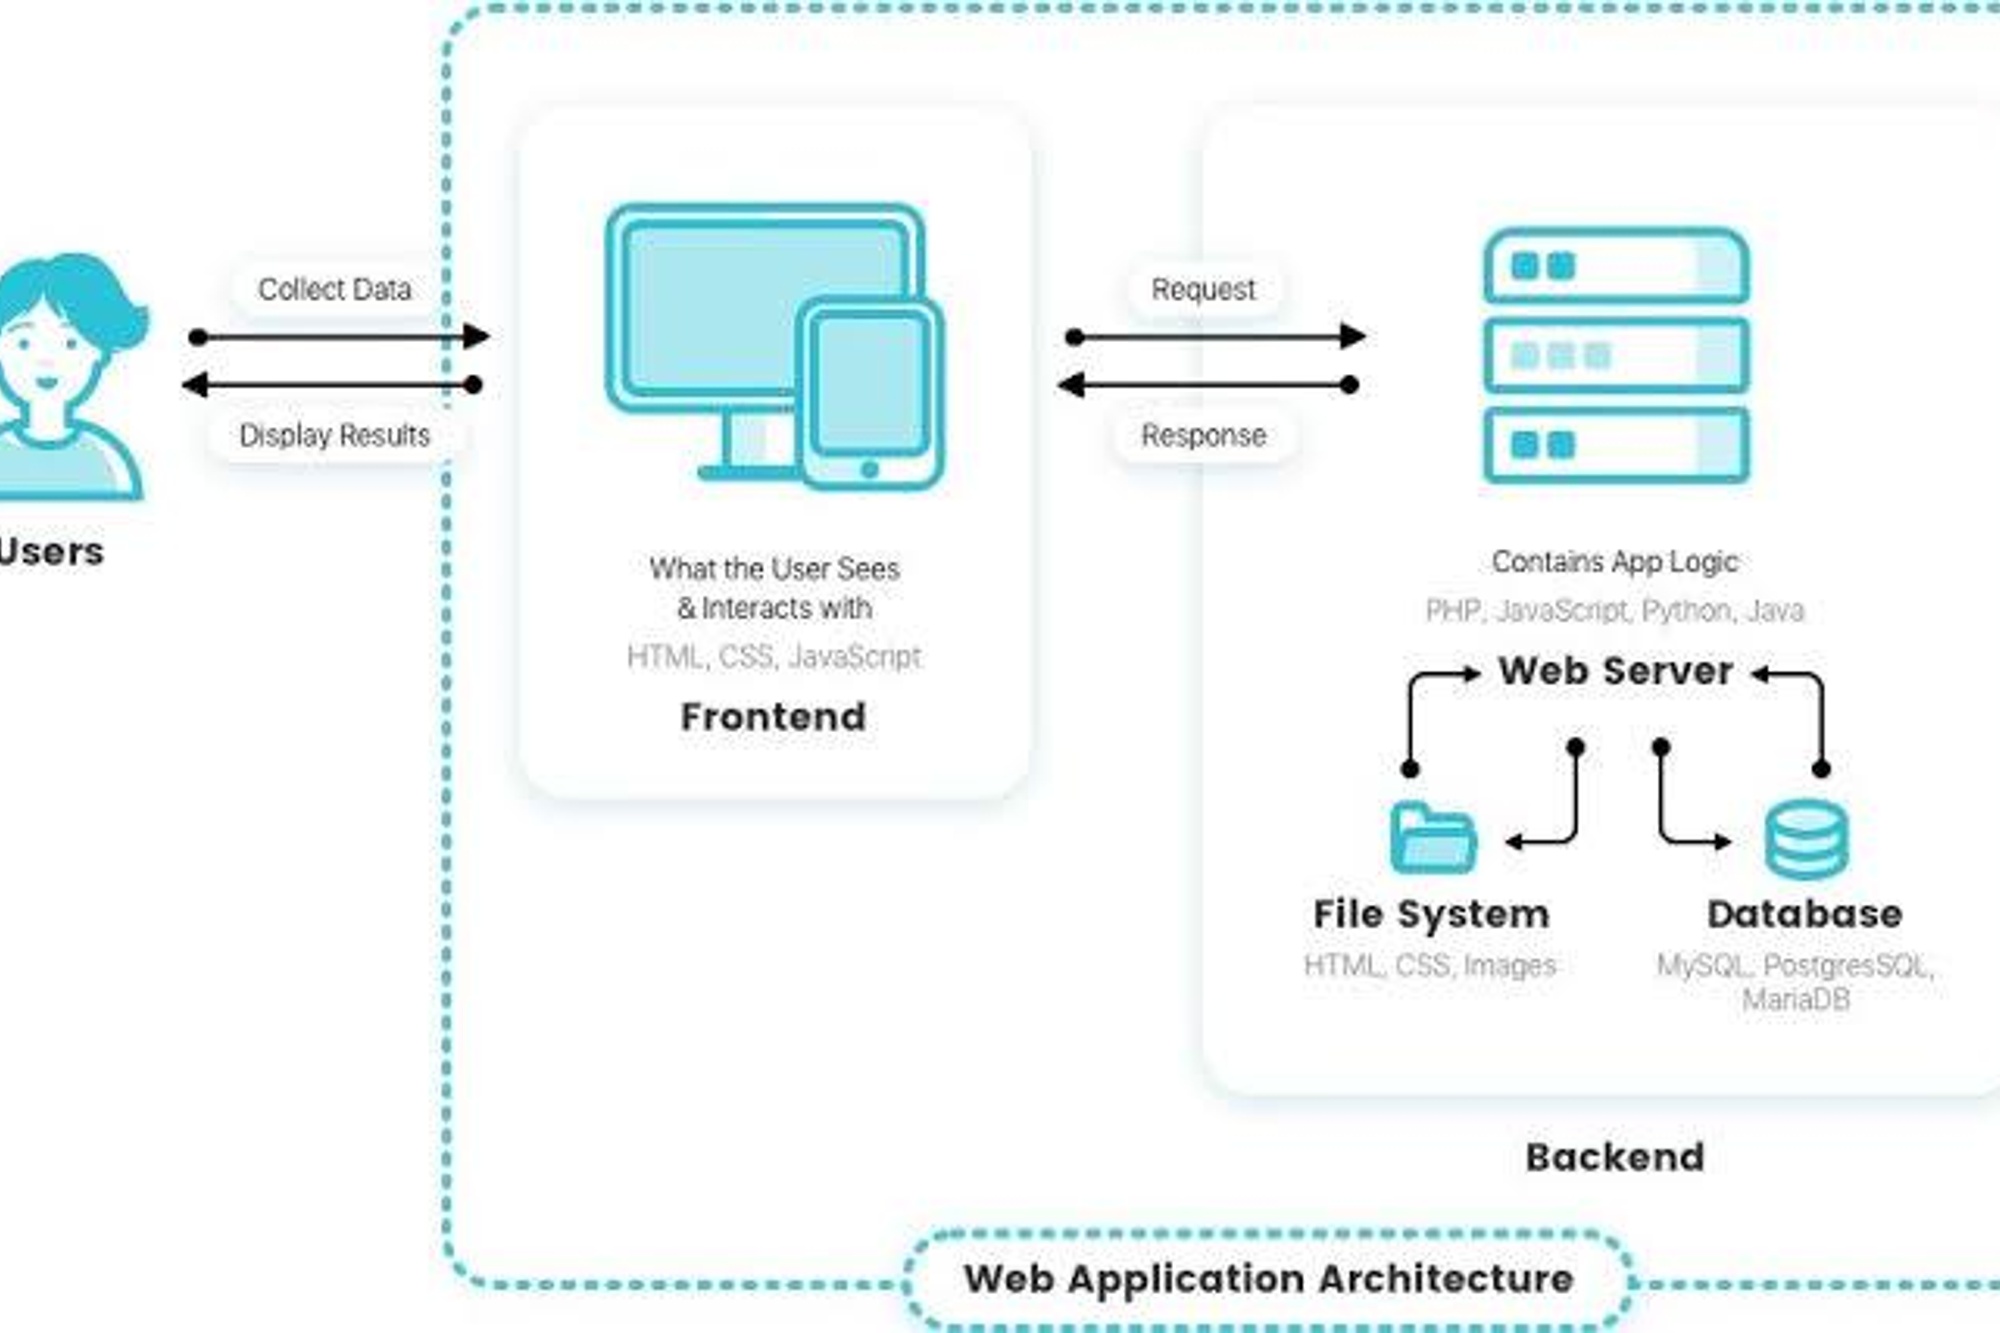 Collect Data
Display Results
Users
What the User Sees
& Interacts with
HTML, CSS, JavaScript
Frontend
Request
Response
Contains App Logic
PHP, JavaScript, Python, Java
Web Server
File System
HTML, CSS, Images
Database
MySQL, PostgresSQL,
MariaDB
Backend
Web Application Architecture